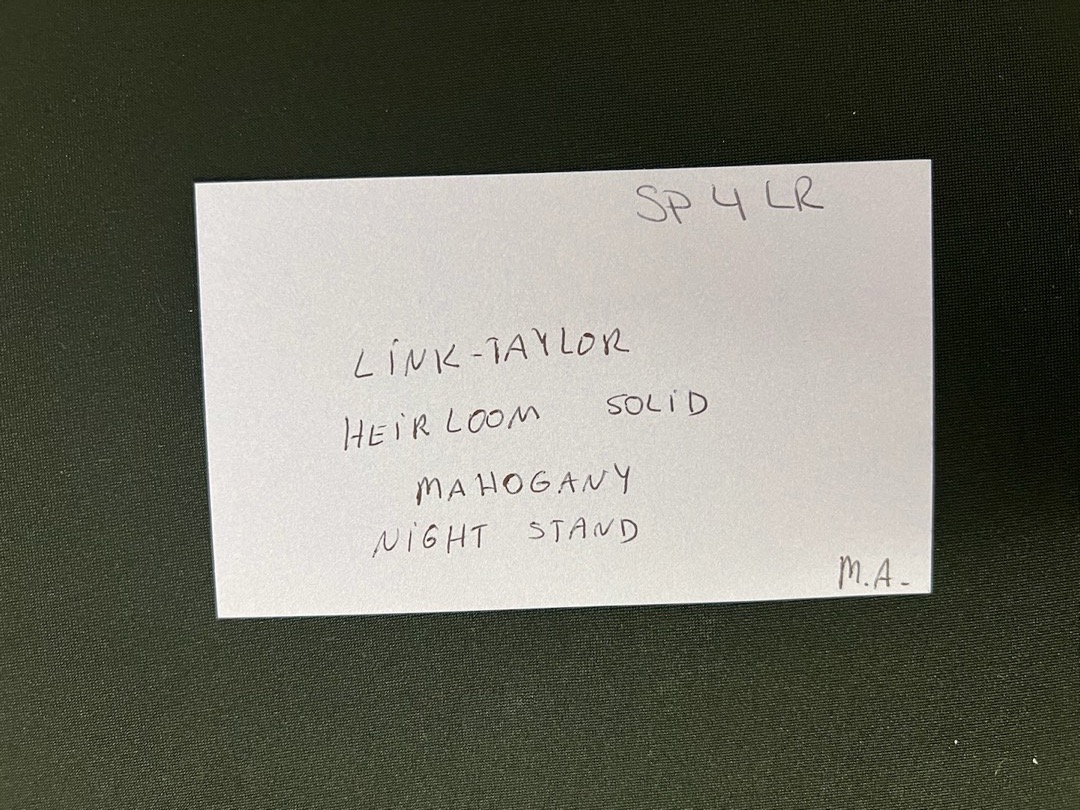 SP 4 LR
LiNK-TAYLOR
HEiRLOOM SOLiD
MAHOGANY
NiGHT STAND
M.A.